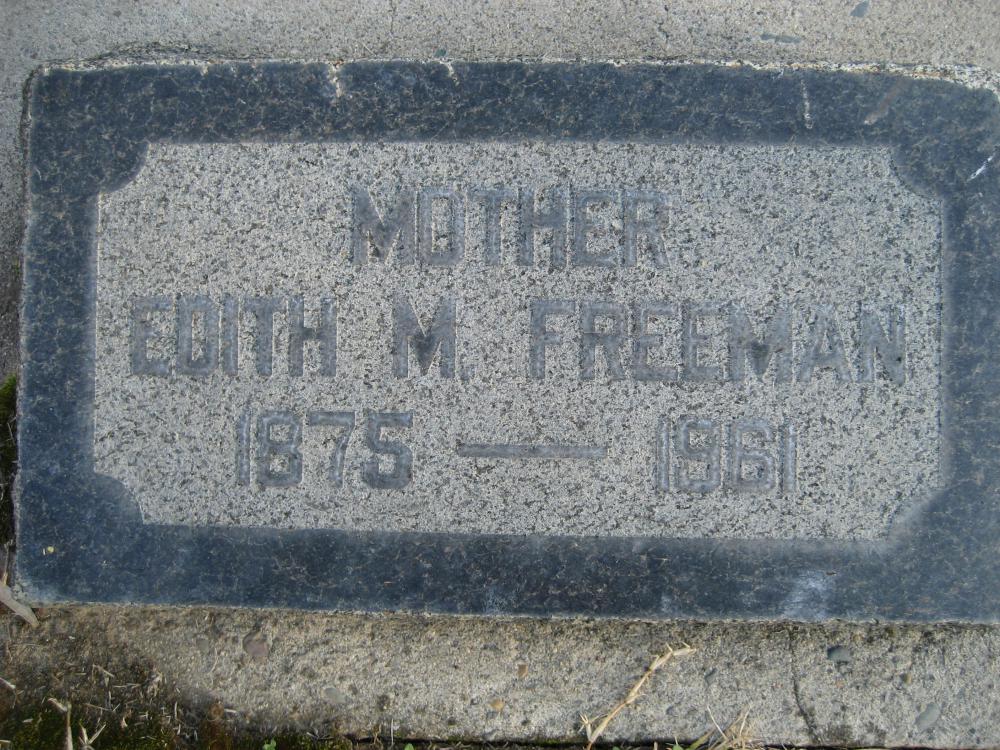 MOTHER
EDITH M. FREEMAN
1875 — 1961